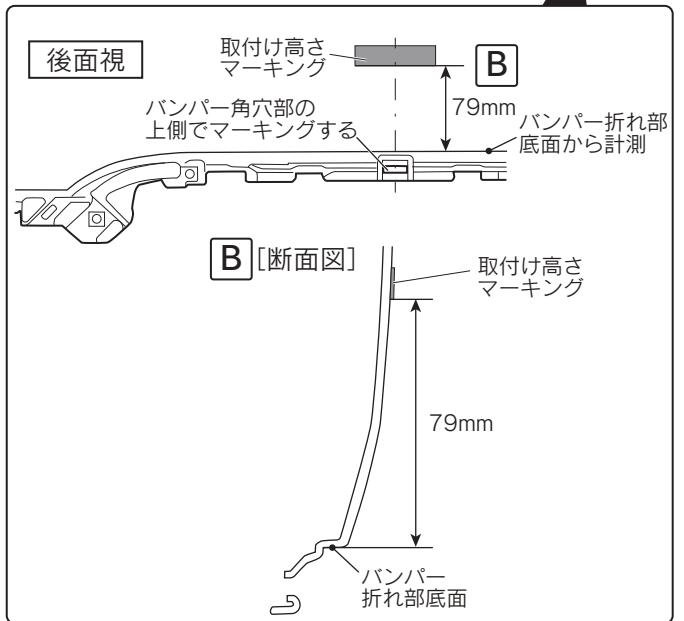 後面視
取付け高さ
マーキング
B
79mm
バンパー角穴部の
上側でマーキングする
バンパー折れ部
底面から計測
B [断面図]
取付け高さ
マーキング
79mm
バンパー
折れ部底面